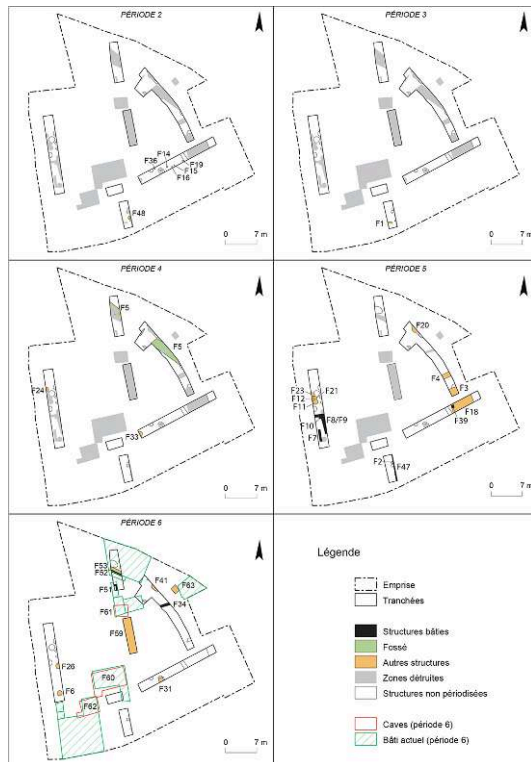 PÉRIODE 2
F14
F36
F19
F15
F16
F48
0 7 m
PÉRIODE 3
F1
0 7 m
PÉRIODE 4
F5
F5
F24
F33
0 7 m
PÉRIODE 5
F20
F4
F3
F23
F21
F12
F11
F18
F8/F9
F10
F39
F7
F2
F47
0 7 m
PÉRIODE 6
F53
F52
F41
F63
F51
F34
F61
F59
F26
F60
F6
F31
F62
0 7 m
Légende
Emprise
Tranchées
Structures bâties
Fossé
Autres structures
Zones détruites
Structures non périodisées
Caves (période 6)
Bâti actuel (période 6)